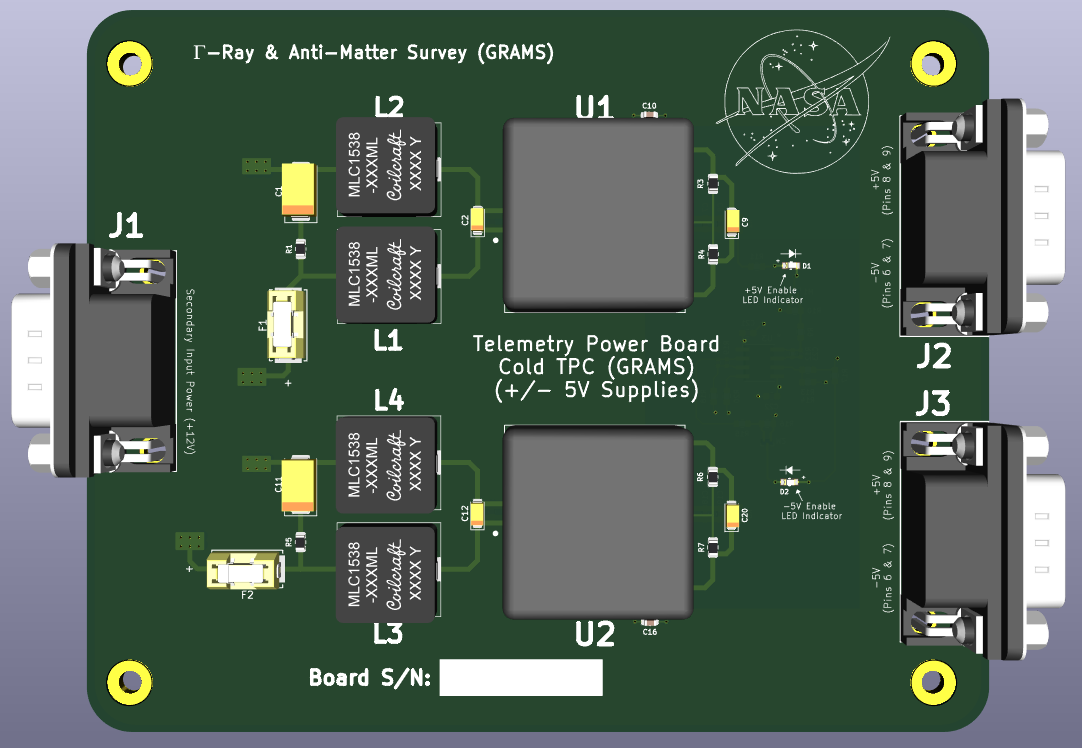 Γ-Ray & Anti-Matter Survey (GRAMS)
NASA
L2
U1
C10
MLC1538
-XXXML
Coilcraft
XXXX Y
C1
R3
C2
C9
+5V
(Pins 8 & 9)
J1
R1
R4
MLC1538
-XXXML
Coilcraft
XXXX Y
D1
+5V Enable
LED Indicator
-5V
(Pins 6 & 7)
Secondary Input Power (+12V)
F1
+
L1
Telemetry Power Board
Cold TPC (GRAMS)
(+/- 5V Supplies)
J2
L4
J3
MLC1538
-XXXML
Coilcraft
XXXX Y
C11
R6
C12
C20
D2
-5V Enable
LED Indicator
+5V
(Pins 8 & 9)
R5
R7
MLC1538
-XXXML
Coilcraft
XXXX Y
+
F2
-5V
(Pins 6 & 7)
L3
U2
C16
Board S/N: